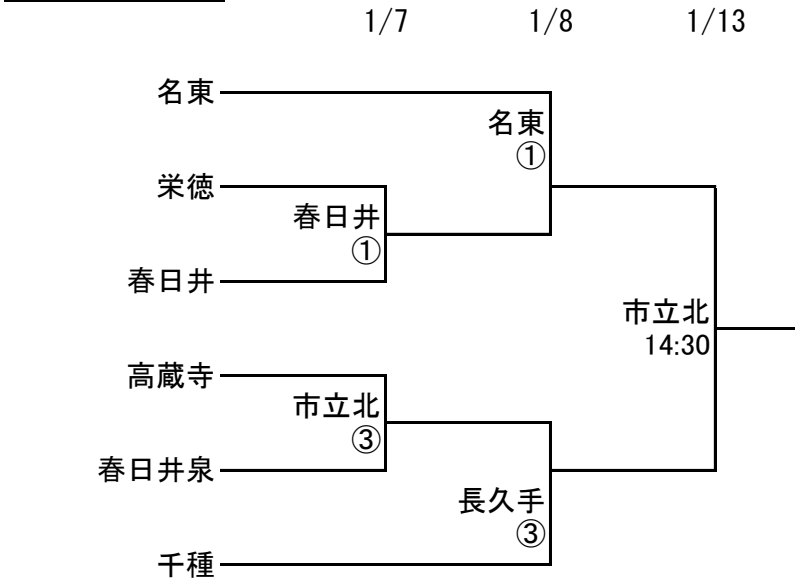 1/7 1/8 1/13
名東
名東
①
栄徳
春日井
①
春日井
市立北
14:30
高蔵寺
市立北
③
春日井泉
長久手
③
千種